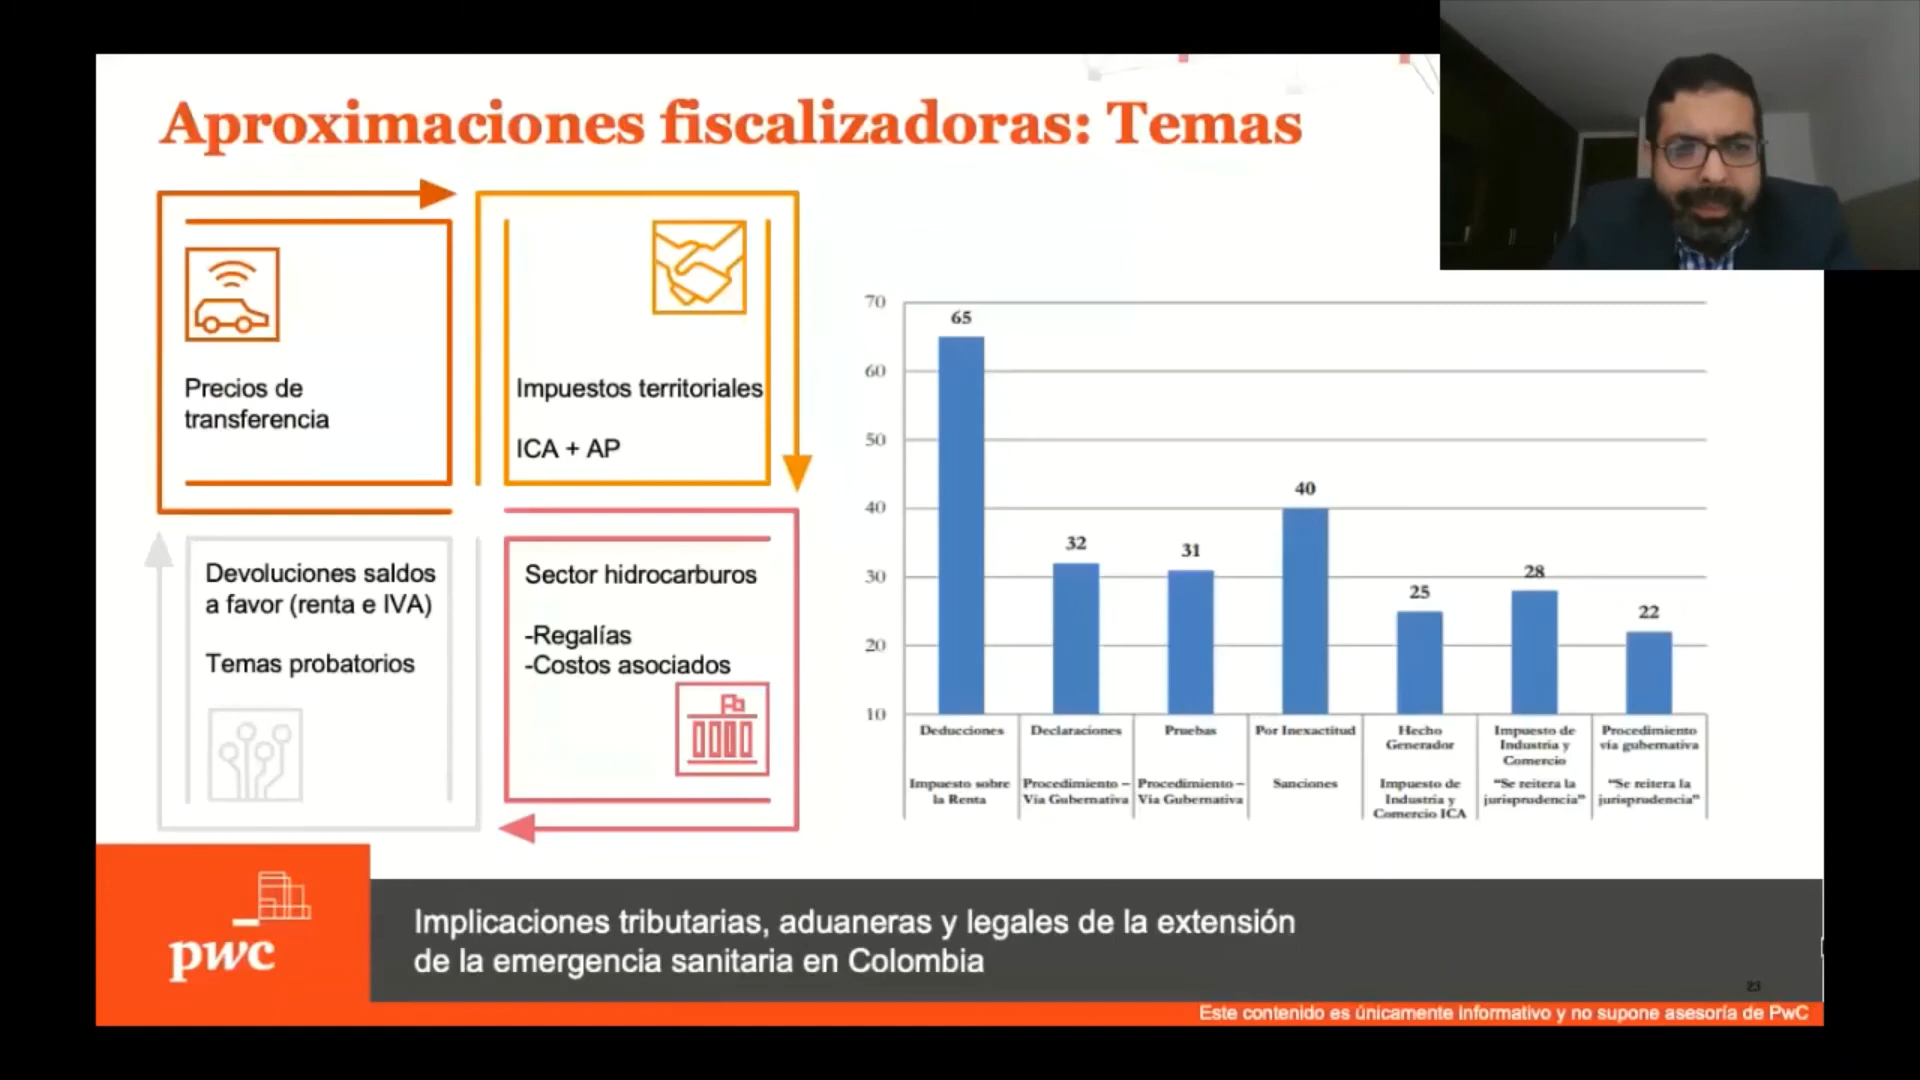 Aproximaciones fiscalizadoras: Temas
Precios de
transferencia
Impuestos territoriales
ICA + AP
Devoluciones saldos
a favor (renta e IVA)
Temas probatorios
Sector hidrocarburos
-Regalías
-Costos asociados
70
60
50
40
30
20
10
65
32
31
40
25
28
22
Deducciones
Impuesto sobre
la Renta
Declaraciones
Procedimiento –
Via Gubernativa
Pruebas
Procedimiento –
Via Gubernativa
Por Inexactitud
Sanciones
Hecho
Generador
Impuesto de
Industria y
Comercio ICA
Impuesto de
Industria y
Comercio
"Se reitera la
jurisprudencia"
Procedimiento
vía gubernativa
"Se reitera la
jurisprudencia"
pwc
Implicaciones tributarias, aduaneras y legales de la extensión
de la emergencia sanitaria en Colombia
23
Este contenido es únicamente informativo y no supone asesoría de PwC